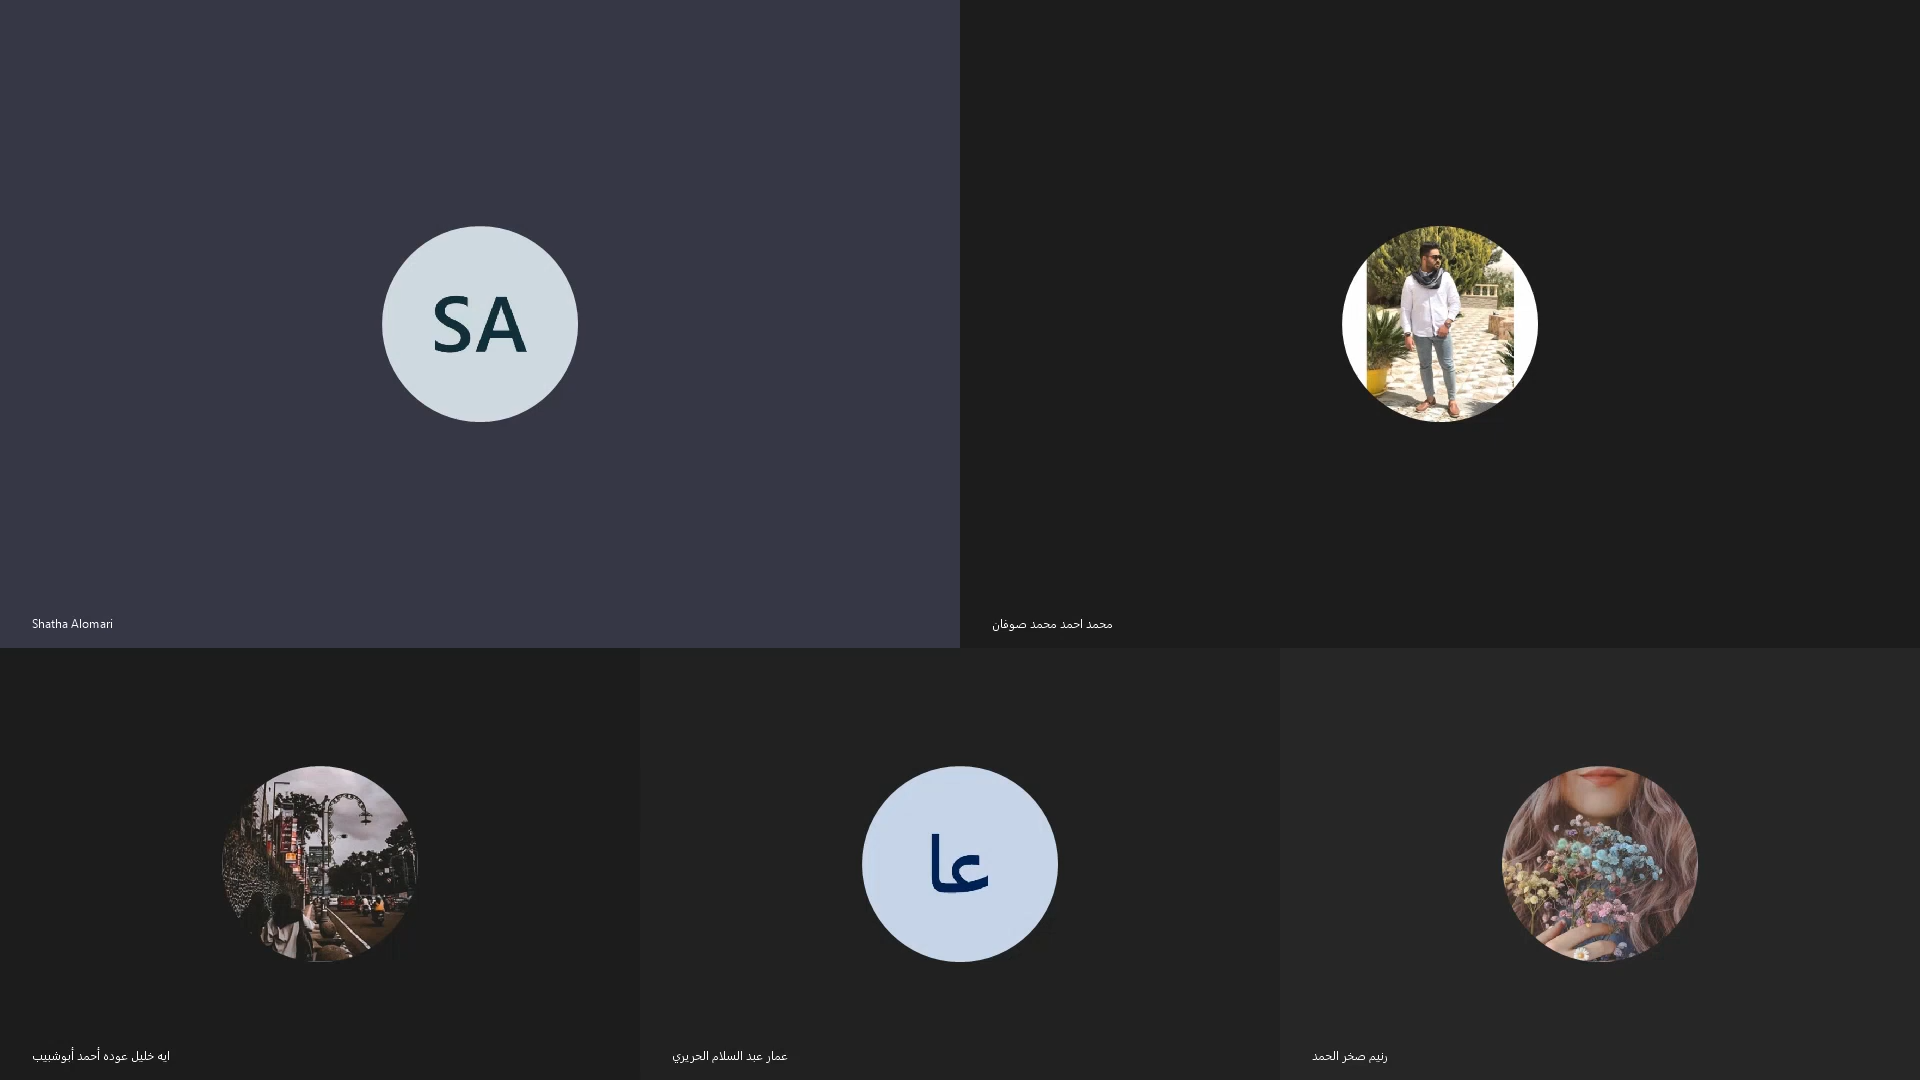 SA
Shatha Alomari
محمد احمد محمد صوفان
ايه خليل عوده أحمد أبوشبيب
عا
عمار عبد السلام الحريري
رنيم صخر الحمد